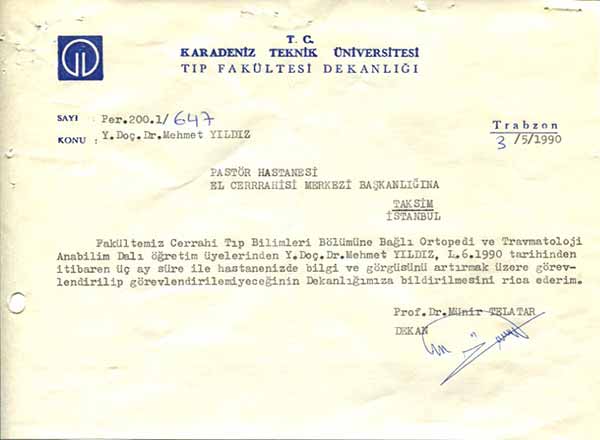 T. C.
KARADENİZ TEKNİK ÜNİVERSİTESİ
TIP FAKÜLTESİ DEKANLIĞI
SAYI : Per.200.1/647
KONU : Y.Doç.Dr.Mehmet YILDIZ
Trabzon
3 /5/1990
PASTÖR HASTANESİ
EL CERRRAHİSİ MERKEZİ BAŞKANLIĞINA
TAKSİM
İSTANBUL
Fakültemiz Cerrahi Tıp Bilimleri Bölümüne Bağlı Ortopedi ve Travmatoloji
Anabilim Dalı öğretim üyelerinden Y.Doç.Dr.Mehmet YILDIZ, 1.6.1990 tarihinden
itibaren üç ay süre ile hastanenizde bilgi ve görgüsünü artırmak üzere görev-
lendirilip görevlendirilemiyeceğinin Dekanlığımıza bildirilmesini rica ederim.
Prof.Dr.Münir TELATAR
DEKAN